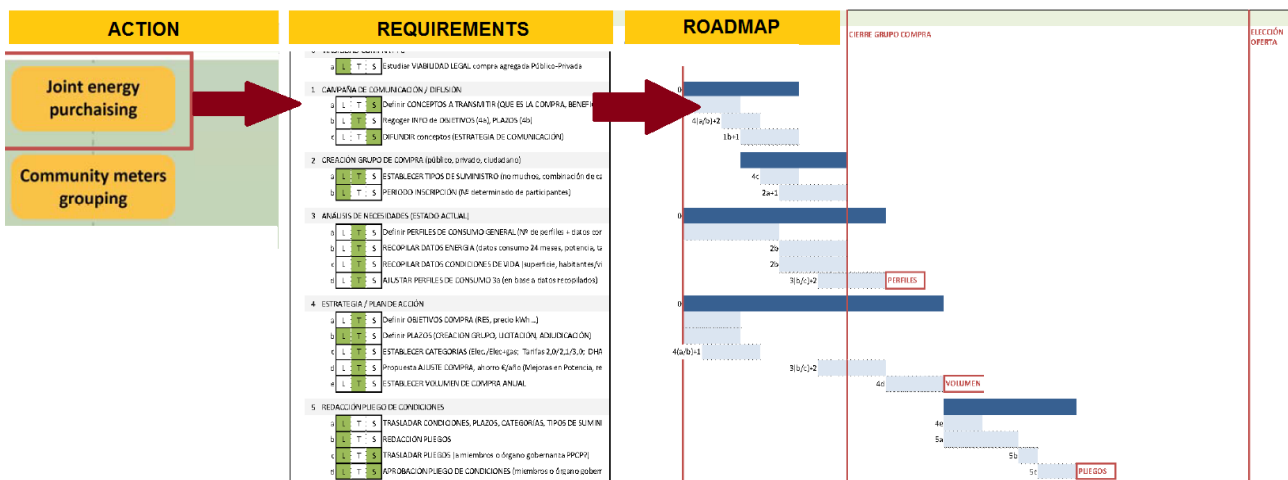 ACTION
REQUIREMENTS
ROADMAP
CIERRE GRUPO COMPRA
ELECCIÓN
OFERTA
Joint energy
purchaising
Community meters
grouping
a L T S Estudiar VIABILIDAD LEGAL compra agregada Público-Privada
1 CAMPAÑA DE COMUNICACIÓN / DIFUSIÓN
0
a L T S Definir CONCEPTOS A TRANSMITIR (QUE ES LA COMPRA, BENEFIC
b L T S Regoger INFO de OBJETIVOS (4a), PLAZOS (4b)
4(a/b)+2
c L T S DIFUNDIR conceptos (ESTRATEGIA DE COMUNICACIÓN)
1b+1
2 CREACIÓN GRUPO DE COMPRA (público, privado, ciudadano)
a L T S ESTABLECER TIPOS DE SUMINISTRO (no muchos, combinación de ca
4c
b L T S PERIODO INSCRIPCIÓN (Nº determinado de participantes)
2a+1
3 ANÁLISIS DE NECESIDADES (ESTADO ACTUAL)
0
a L T S Definir PERFILES DE CONSUMO GENERAL (Nº de perfiles + datos cor
b L T S RECOPILAR DATOS ENERGIA (datos consumo 24 meses, potencia, ta
2b
c L T S RECOPILAR DATOS CONDICIONES DE VIDA (superficie, habitantes/vi
2b
d L T S AJUSTAR PERFILES DE CONSUMO 3a (en base a datos recopilados)
3(b/c)+2
PERFILES
4 ESTRATEGIA / PLAN DE ACCIÓN
0
a L T S Definir OBJETIVOS COMPRA (RES, precio kWh ...)
b L T S Definir PLAZOS (CREACION GRUPO, LICITACIÓN, ADJUDICACIÓN)
c L T S ESTABLECER CATEGORÍAS (Elec./Elec+gas; Tarifas 2,0/2,1/3,0; DHA
4(a/b)+1
d L T S Propuesta AJUSTE COMPRA, ahorro €/año (Mejoras en Potencia, re
3(b/c)+2
e L T S ESTABLECER VOLUMEN DE COMPRA ANUAL
4d
VOLUMEN
5 REDACCIÓN PLIEGO DE CONDICIONES
a L T S TRASLADAR CONDICIONES, PLAZOS, CATEGORÍAS, TIPOS DE SUMINI
4e
b L T S REDACCIÓN PLIEGOS
5a
c L T S TRASLADAR PLIEGOS (a miembros o órgano gobernanza PPCP?)
5b
d L T S APROBACION PLIEGO DE CONDICIONES (miembros o órgano goberr
5c
PLIEGOS